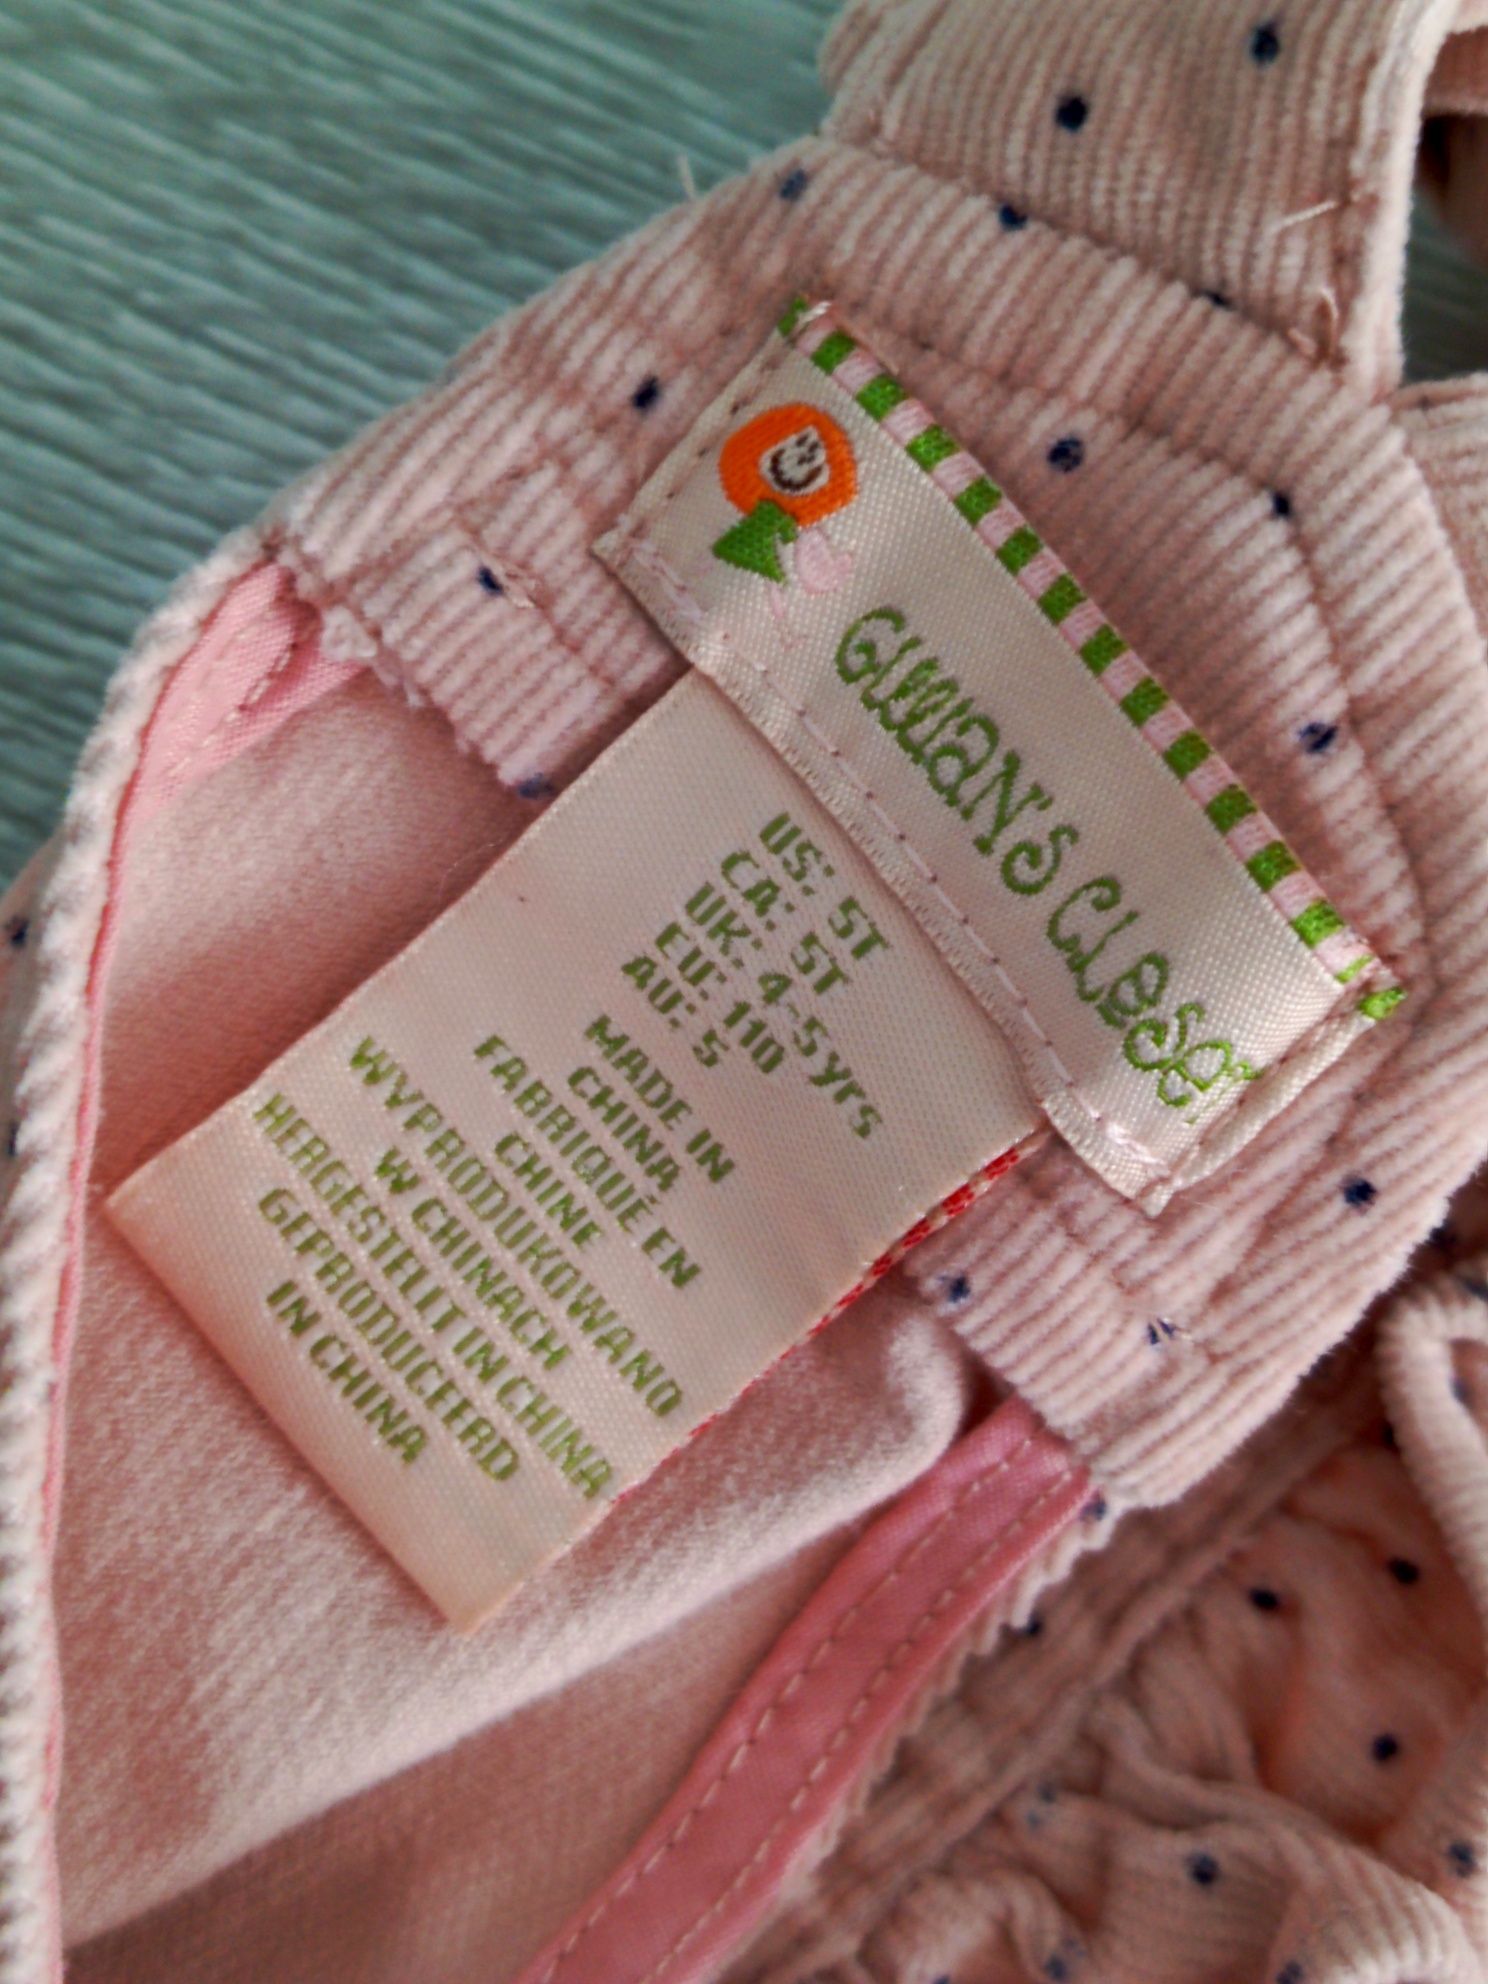 GWYNN'S CLOSET
US: 5T
CA: 5T
UK: 4-5 yrs
EU: 110
AU: 5
MADE IN
CHINA
FABRIQUÉ EN
CHINE
WYPRODUKOWANO
W CHINACH
HERGESTELLT IN CHINA
GEPRODUCEERD
IN CHINA